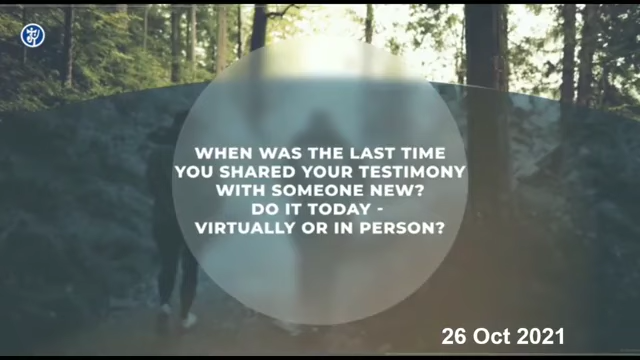 WHEN WAS THE LAST TIME
YOU SHARED YOUR TESTIMONY
WITH SOMEONE NEW?
DO IT TODAY -
VIRTUALLY OR IN PERSON?
26 Oct 2021